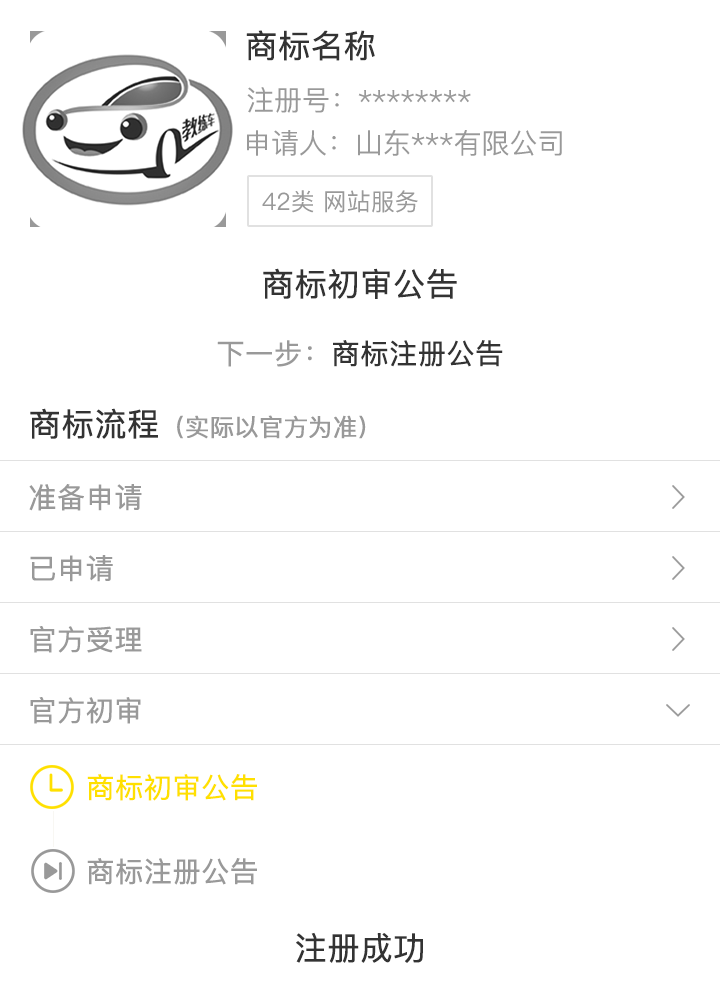 商标名称
注册号：********
申请人：山东***有限公司
42类 网站服务
教练车
商标初审公告
下一步：商标注册公告
商标流程（实际以官方为准）
准备申请
已申请
官方受理
官方初审
商标初审公告
商标注册公告
注册成功